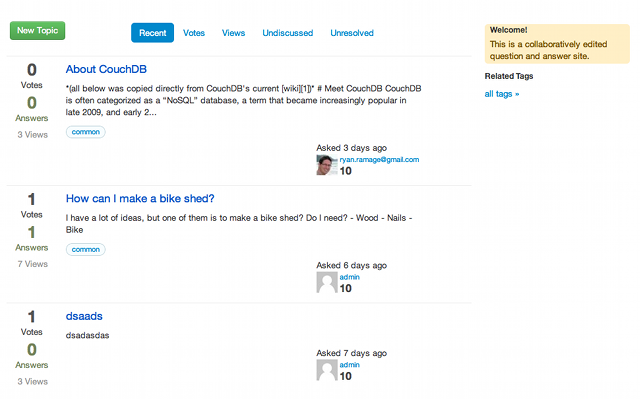 New Topic
Recent Votes Views Undiscussed Unresolved
Welcome!
This is a collaboratively edited
question and answer site.
Related Tags
all tags »
0
Votes
0
Answers
3 Views
About CouchDB
*(all below was copied directly from CouchDB's current [wiki][1])* # Meet CouchDB CouchDB
is often categorized as a “NoSQL” database, a term that became increasingly popular in
late 2009, and early 2...
common
Asked 3 days ago
ryan.ramage@gmail.com
10
1
Votes
1
Answers
7 Views
How can I make a bike shed?
I have a lot of ideas, but one of them is to make a bike shed? Do I need? - Wood - Nails -
Bike
common
Asked 6 days ago
admin
10
1
Votes
0
Answers
3 Views
dsaads
dsadasdas
Asked 7 days ago
admin
10